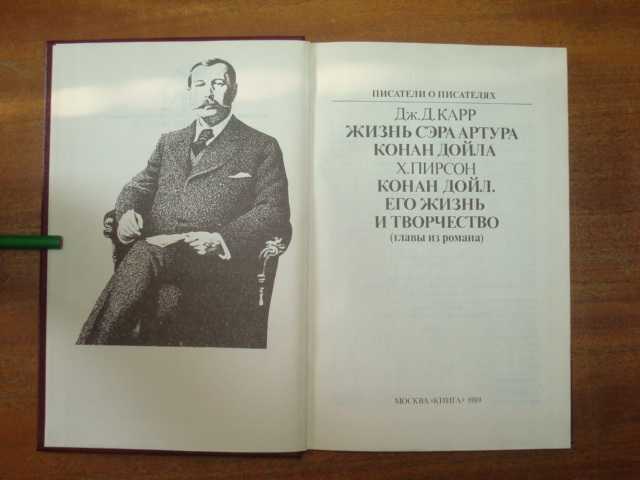 ПИСАТЕЛИ О ПИСАТЕЛЯХ
Дж. Д. КАРР
ЖИЗНЬ СЭРА АРТУРА
КОНАН ДОЙЛА
Х. ПИРСОН
КОНАН ДОЙЛ.
ЕГО ЖИЗНЬ
И ТВОРЧЕСТВО
(главы из романа)
МОСКВА «КНИГА» 1989